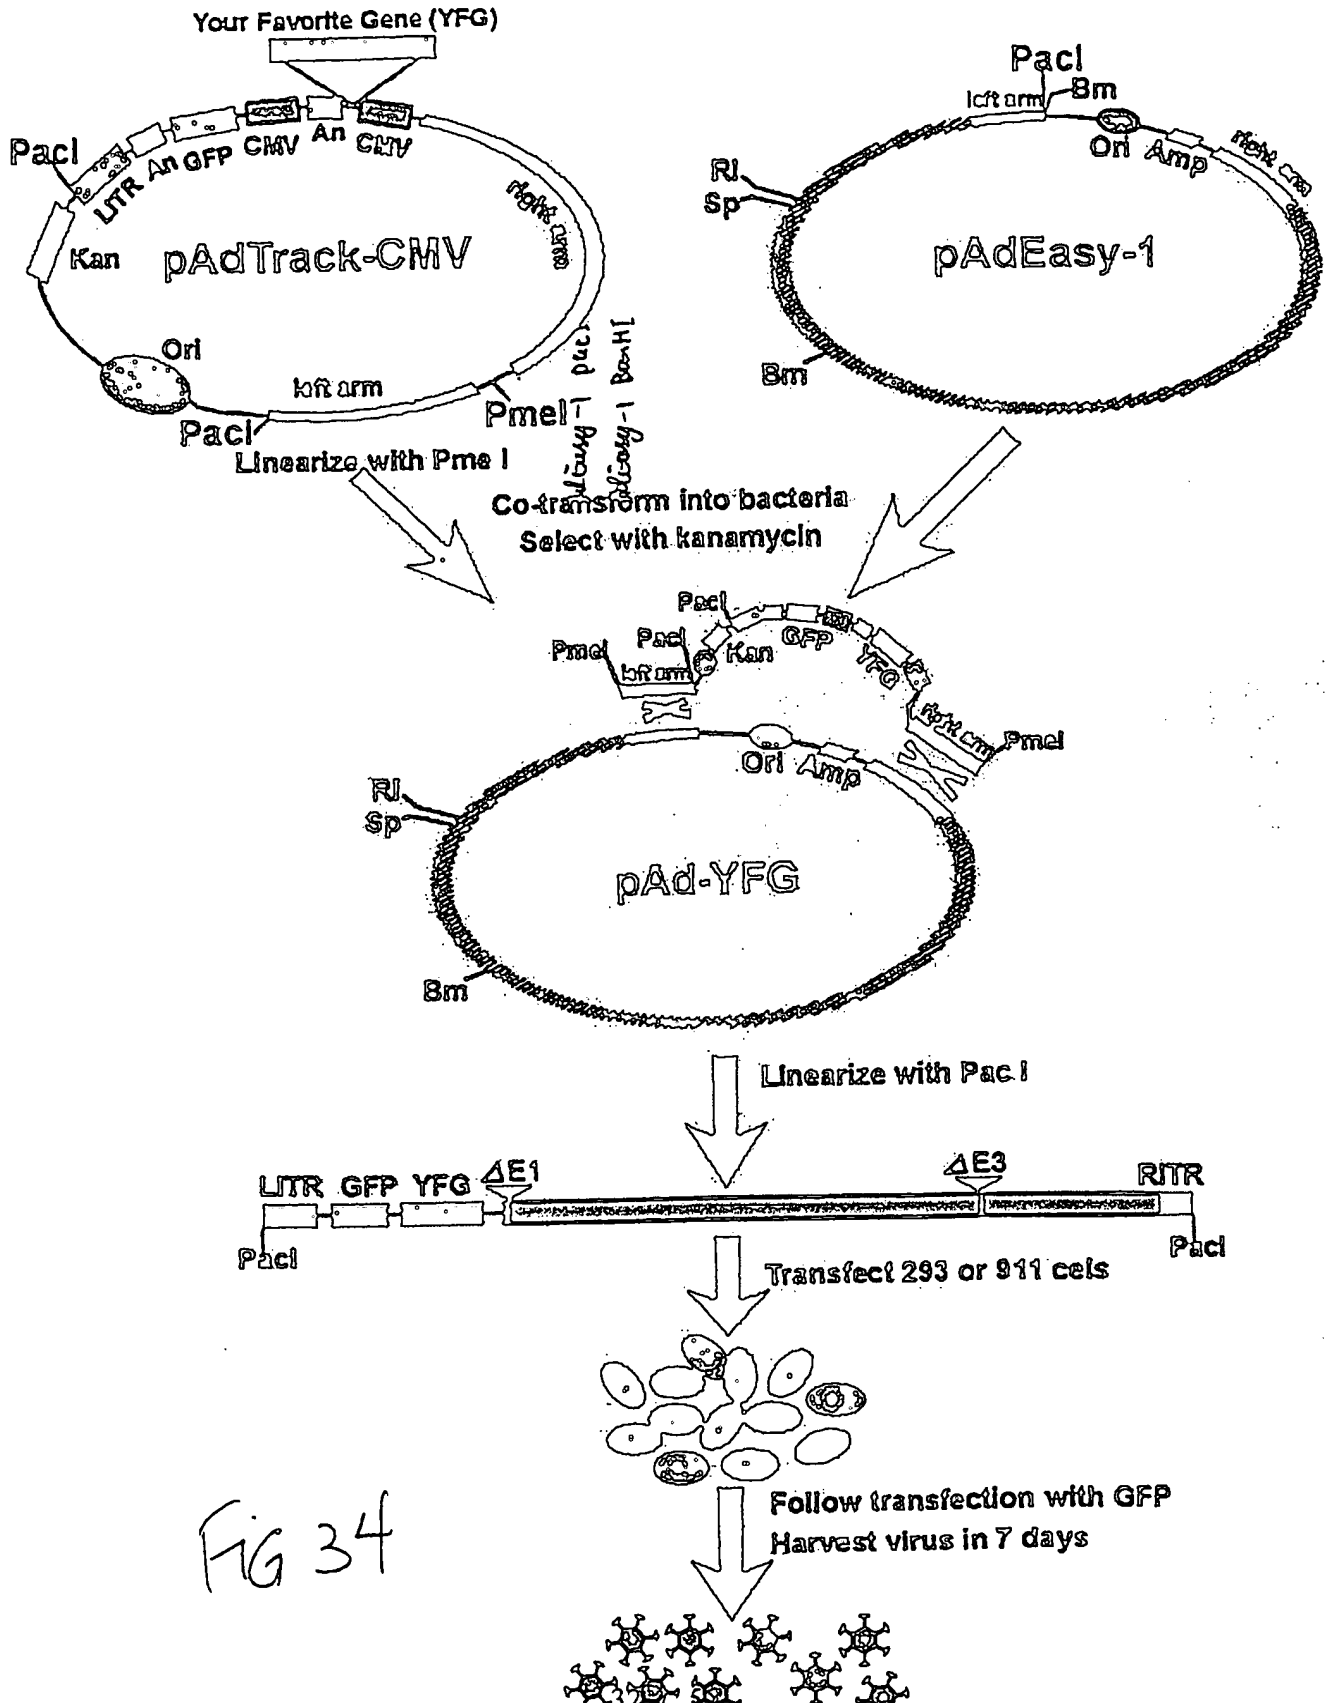 Your Favorite Gene (YFG)
PacI
LITR
An
GFP
CMV
An
CMV
right arm
Kan
pAdTrack-CMV
Ori
left arm
PacI
PmeI
Linearize with Pme I
PacI
Bm
left arm
Ori
Amp
right arm
RI
Sp
pAdEasy-1
Bm
PacI
BamHI
Co-transform into bacteria
Select with kanamycin
PacI
PmeI
PacI
left arm
Kan
GFP
YFG
right arm
PmeI
Ori
Amp
RI
Sp
pAd-YFG
Bm
Linearize with Pac I
LITR
GFP
YFG
ΔE1
ΔE3
RITR
PacI
PacI
Transfect 293 or 911 cels
Follow transfection with GFP
Harvest virus in 7 days
FiG 34